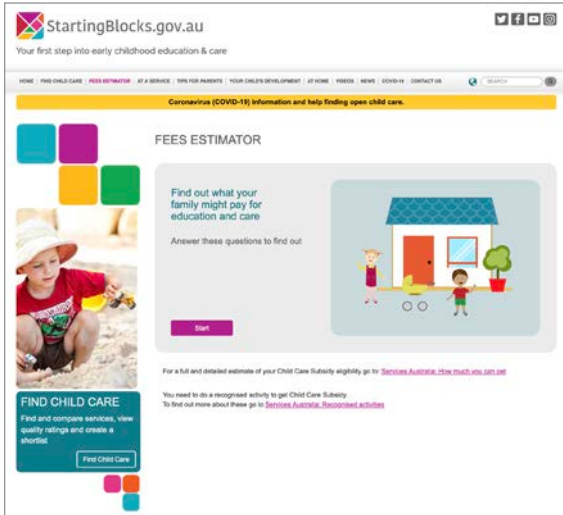 StartingBlocks.gov.au
Your first step into early childhood education & care
HOME | FIND CHILD CARE | FEES ESTIMATOR | AT A SERVICE | TIPS FOR PARENTS | YOUR CHILD'S DEVELOPMENT | AT HOME | VIDEOS | NEWS | COVID-19 | CONTACT US
SEARCH
Coronavirus (COVID-19) information and help finding open child care.
FEES ESTIMATOR
Find out what your
family might pay for
education and care
Answer these questions to find out
Start
For a full and detailed estimate of your Child Care Subsidy eligibility go to: Services Australia: How much you can get
You need to do a recognised activity to get Child Care Subsidy.
To find out more about these go to Services Australia: Recognised activities
FIND CHILD CARE
Find and compare services, view
quality ratings and create a
shortlist
Find Child Care